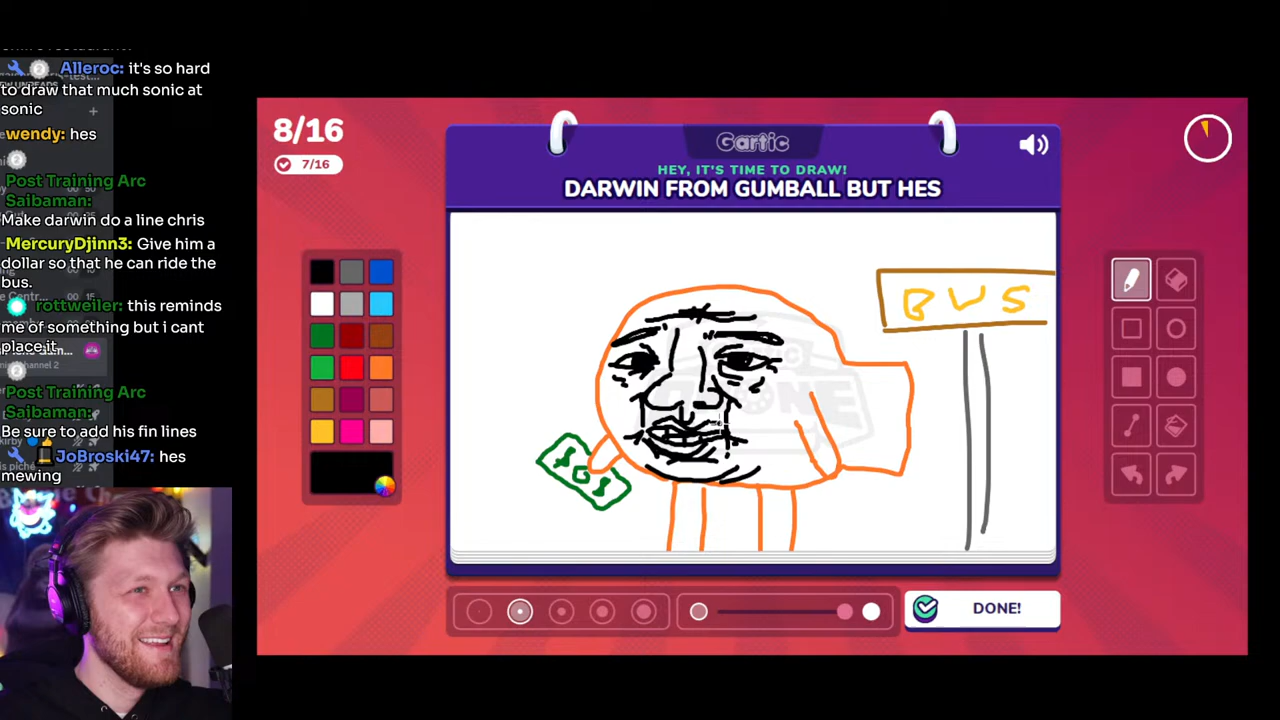 Alleroc: it's so hard
to draw that much sonic at
sonic
wendy: hes
Post Training Arc
Saibaman:
Make darwin do a line chris
MercuryDjinn3: Give him a
dollar so that he can ride the
bus.
rottweiler: this reminds
me of something but i cant
place it
Post Training Arc
Saibaman:
Be sure to add his fin lines
JoBroski47: hes
mewing
8/16
7/16
Gartic
HEY, IT'S TIME TO DRAW!
DARWIN FROM GUMBALL BUT HES
BUS
DONE!